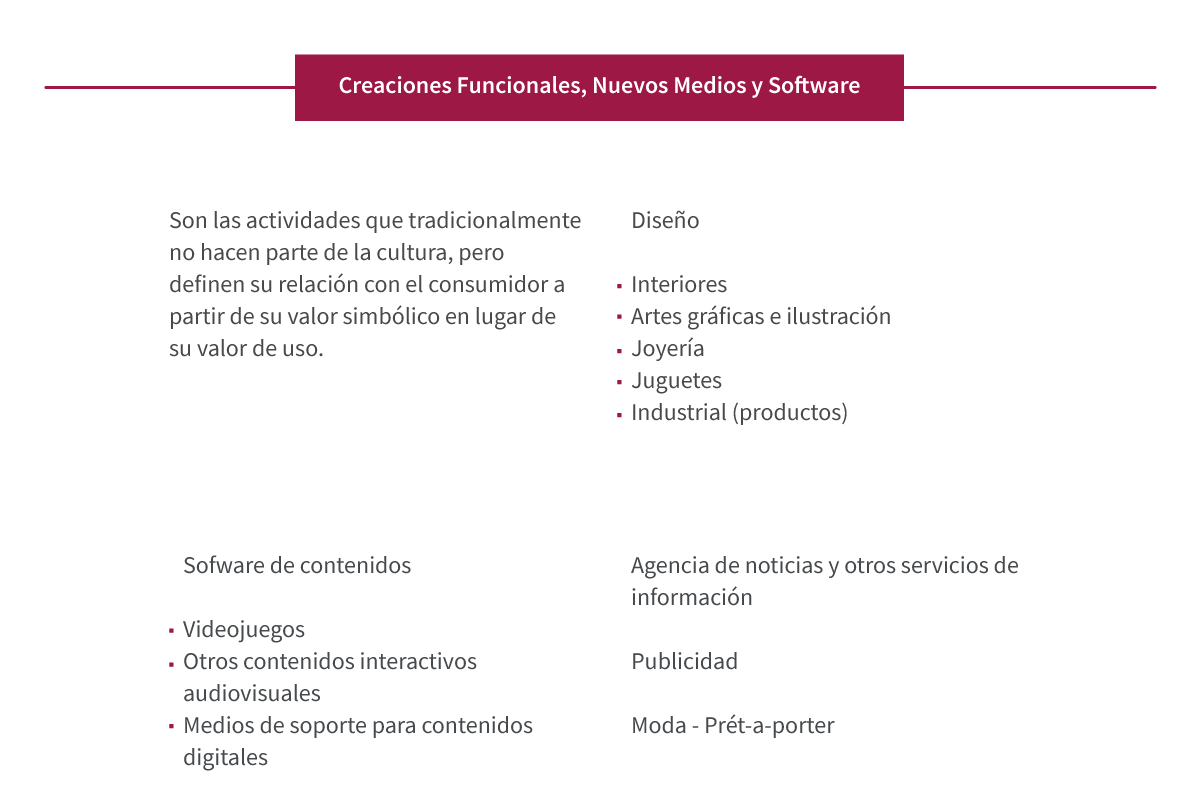 Creaciones Funcionales, Nuevos Medios y Software
Son las actividades que tradicionalmente
no hacen parte de la cultura, pero
definen su relación con el consumidor a
partir de su valor simbólico en lugar de
su valor de uso.
Diseño
▪ Interiores
▪ Artes gráficas e ilustración
▪ Joyería
▪ Juguetes
▪ Industrial (productos)
Sofware de contenidos
▪ Videojuegos
▪ Otros contenidos interactivos
audiovisuales
▪ Medios de soporte para contenidos
digitales
Agencia de noticias y otros servicios de
información
Publicidad
Moda - Prét-a-porter